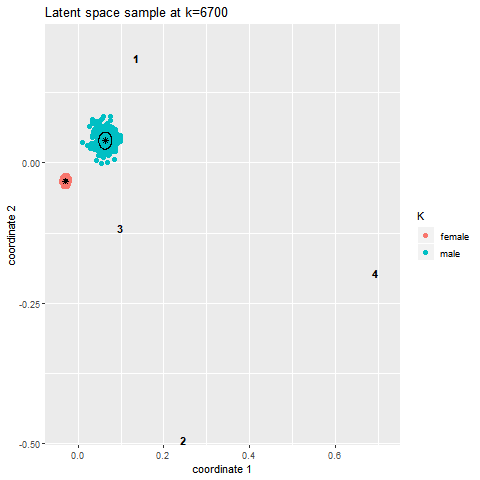 Latent space sample at k=6700
1
0.00
3
K
female
male
coordinate 2
4
-0.25
2
-0.50
0.0
0.2
0.4
0.6
coordinate 1